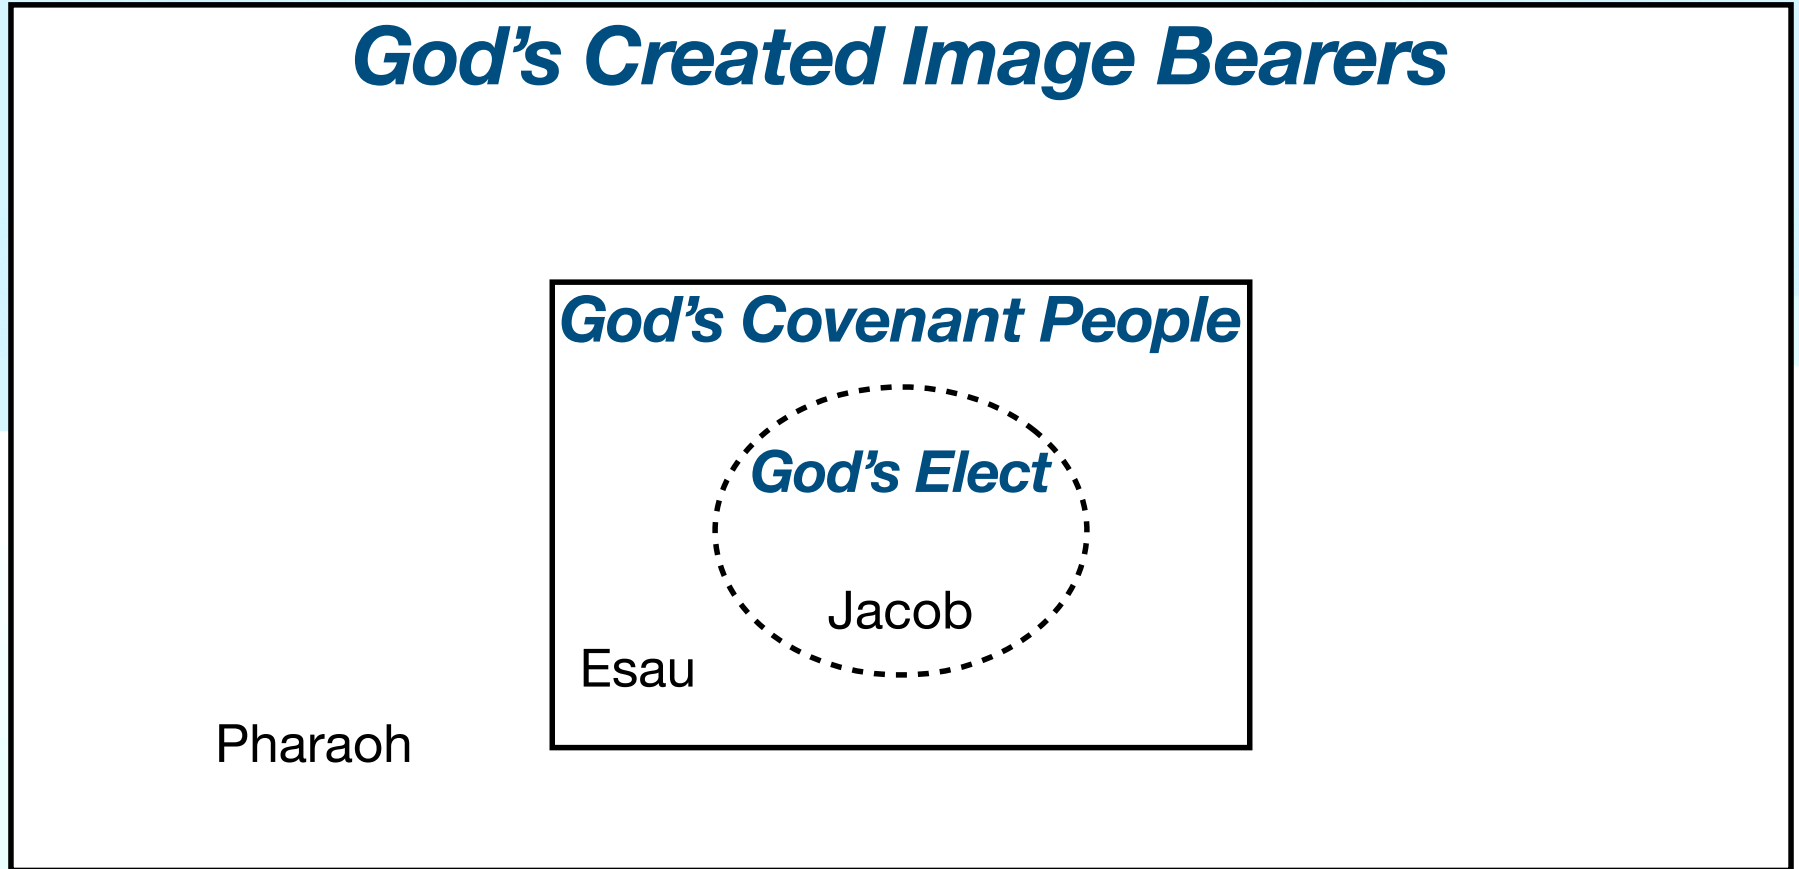 God’s Created Image Bearers
God’s Covenant People
God’s Elect
Jacob
Esau
Pharaoh